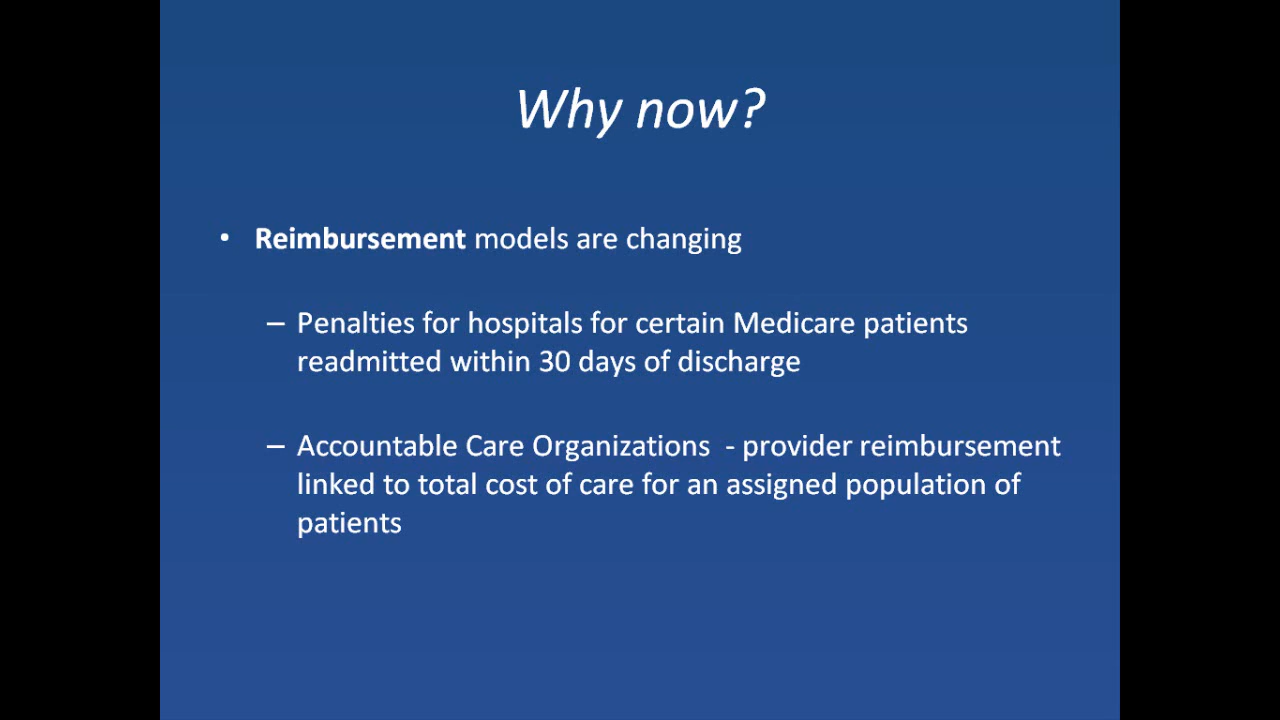 Why now?
• Reimbursement models are changing
– Penalties for hospitals for certain Medicare patients
readmitted within 30 days of discharge
– Accountable Care Organizations  - provider reimbursement
linked to total cost of care for an assigned population of
patients